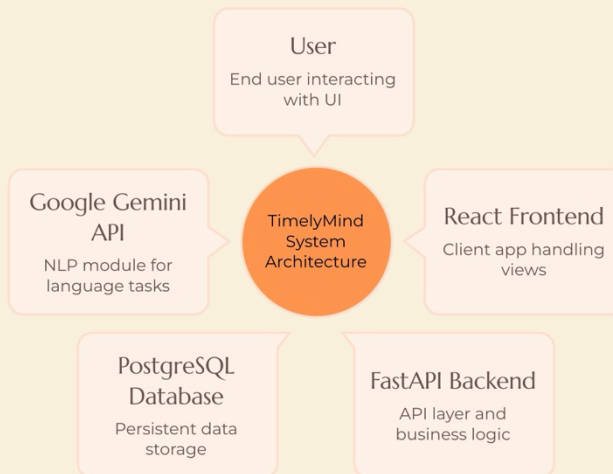 User
End user interacting
with UI
Google Gemini
API
NLP module for
language tasks
TimelyMind
System
Architecture
React Frontend
Client app handling
views
PostgreSQL
Database
Persistent data
storage
FastAPI Backend
API layer and
business logic